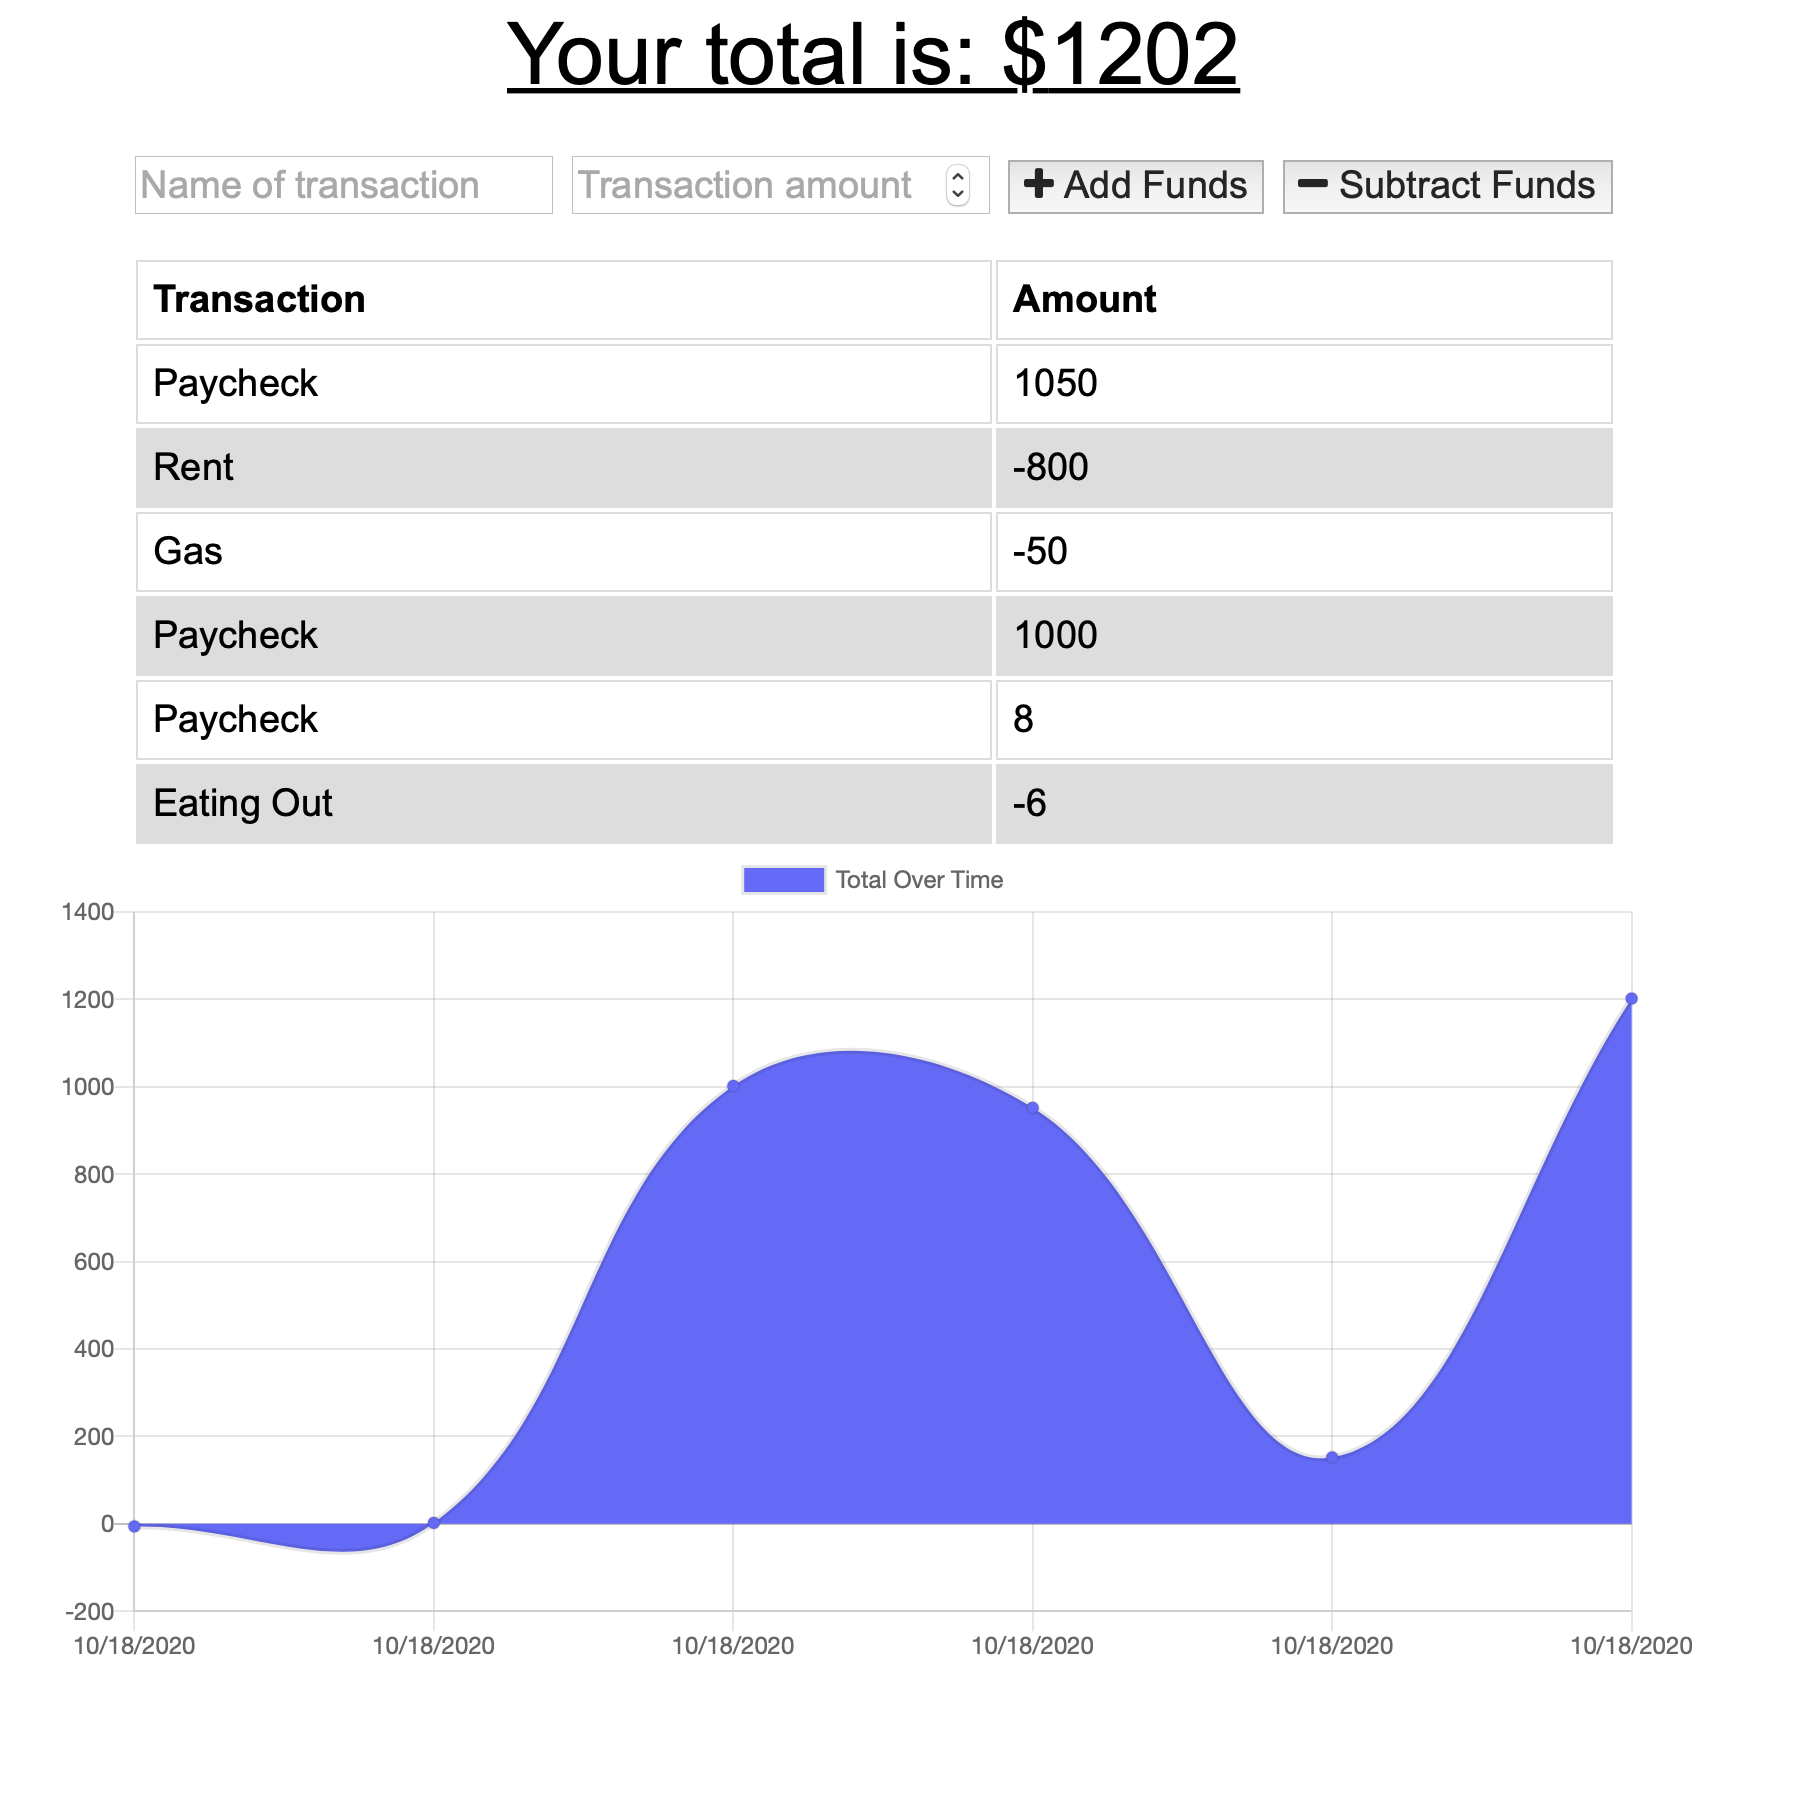 Your total is: $1202
Name of transaction Transaction amount Add Funds Subtract Funds
Transaction Amount
Paycheck 1050
Rent -800
Gas -50
Paycheck 1000
Paycheck 8
Eating Out -6
Total Over Time
1400
1200
1000
800
600
400
200
0
-200
10/18/2020 10/18/2020 10/18/2020 10/18/2020 10/18/2020 10/18/2020